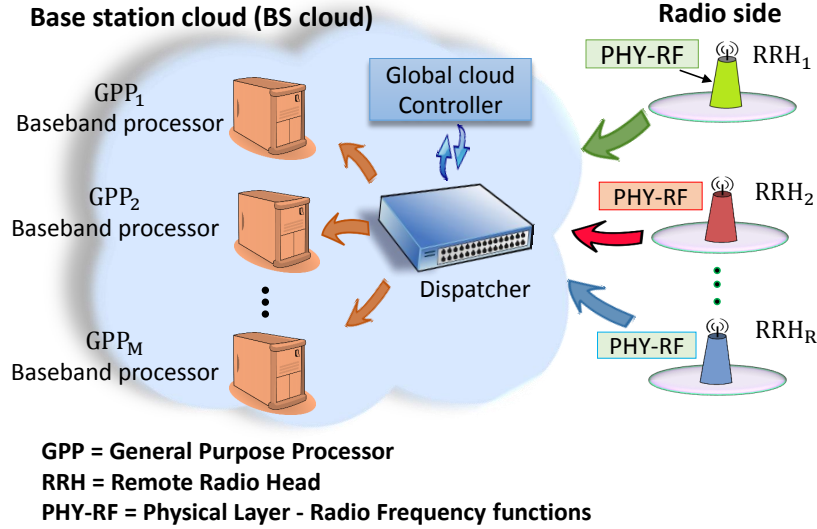 Base station cloud (BS cloud)
Radio side
GPP₁
Baseband processor
Global cloud
Controller
PHY-RF
RRH₁
GPP₂
Baseband processor
PHY-RF
RRH₂
Dispatcher
GPP_M
Baseband processor
PHY-RF
RRH_R
GPP = General Purpose Processor
RRH = Remote Radio Head
PHY-RF = Physical Layer - Radio Frequency functions